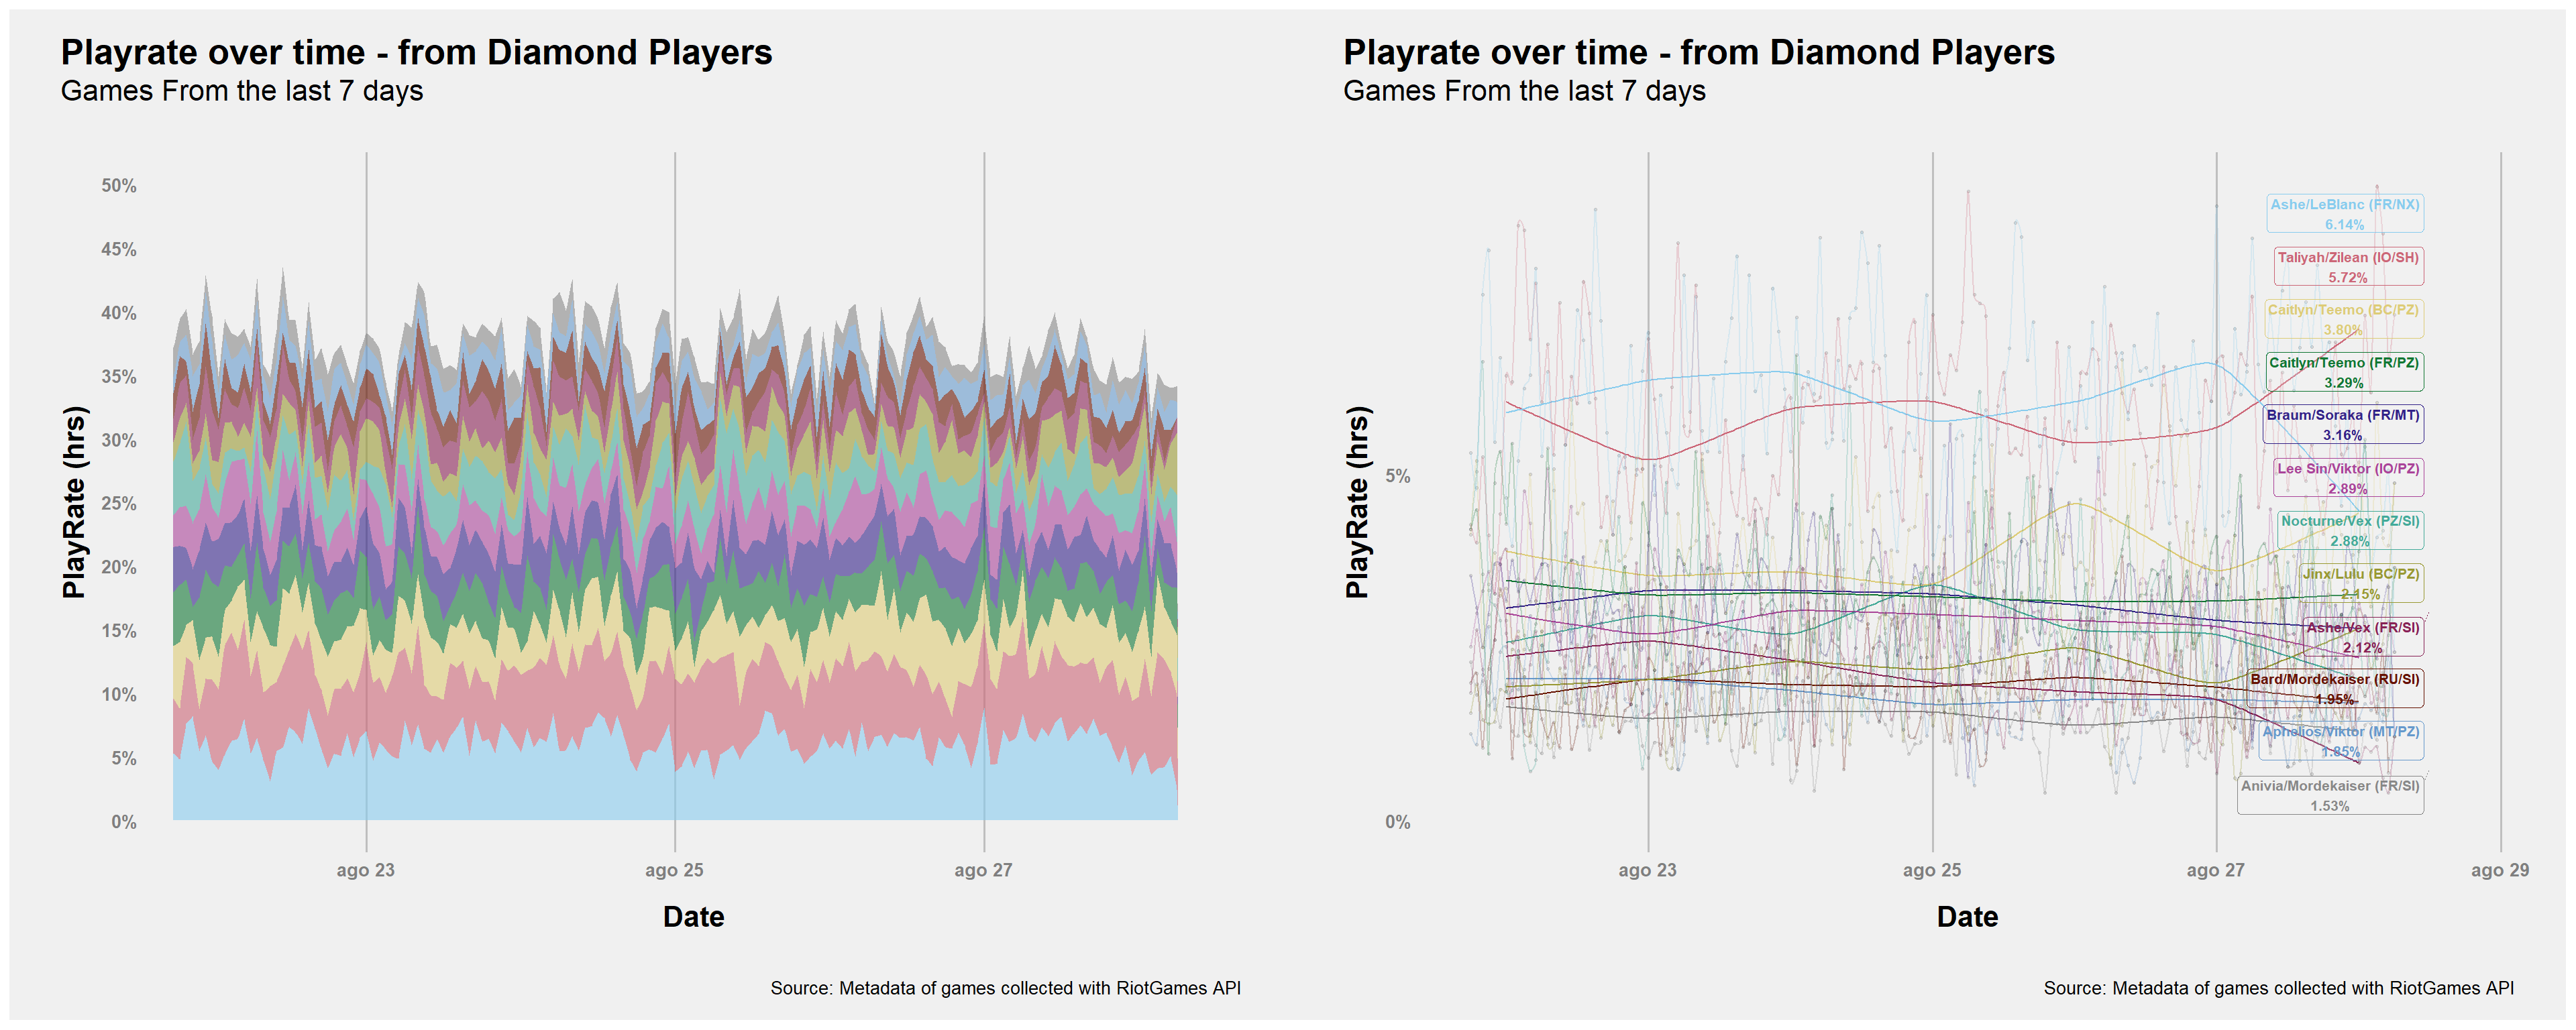 Playrate over time - from Diamond Players
Games From the last 7 days
PlayRate (hrs)
50%
45%
40%
35%
30%
25%
20%
15%
10%
5%
0%
ago 23
ago 25
ago 27
Date
Source: Metadata of games collected with RiotGames API
Playrate over time - from Diamond Players
Games From the last 7 days
PlayRate (hrs)
5%
0%
Ashe/LeBlanc (FR/NX)
6.14%
Taliyah/Zilean (IO/SH)
5.72%
Caitlyn/Teemo (BC/PZ)
3.80%
Caitlyn/Teemo (FR/PZ)
3.29%
Braum/Soraka (FR/MT)
3.16%
Lee Sin/Viktor (IO/PZ)
2.89%
Nocturne/Vex (PZ/SI)
2.88%
Jinx/Lulu (BC/PZ)
2.15%
Ashe/Vex (FR/SI)
2.12%
Bard/Mordekaiser (RU/SI)
1.95%
Aphelios/Viktor (MT/PZ)
1.85%
Anivia/Mordekaiser (FR/SI)
1.53%
ago 23
ago 25
ago 27
ago 29
Date
Source: Metadata of games collected with RiotGames API